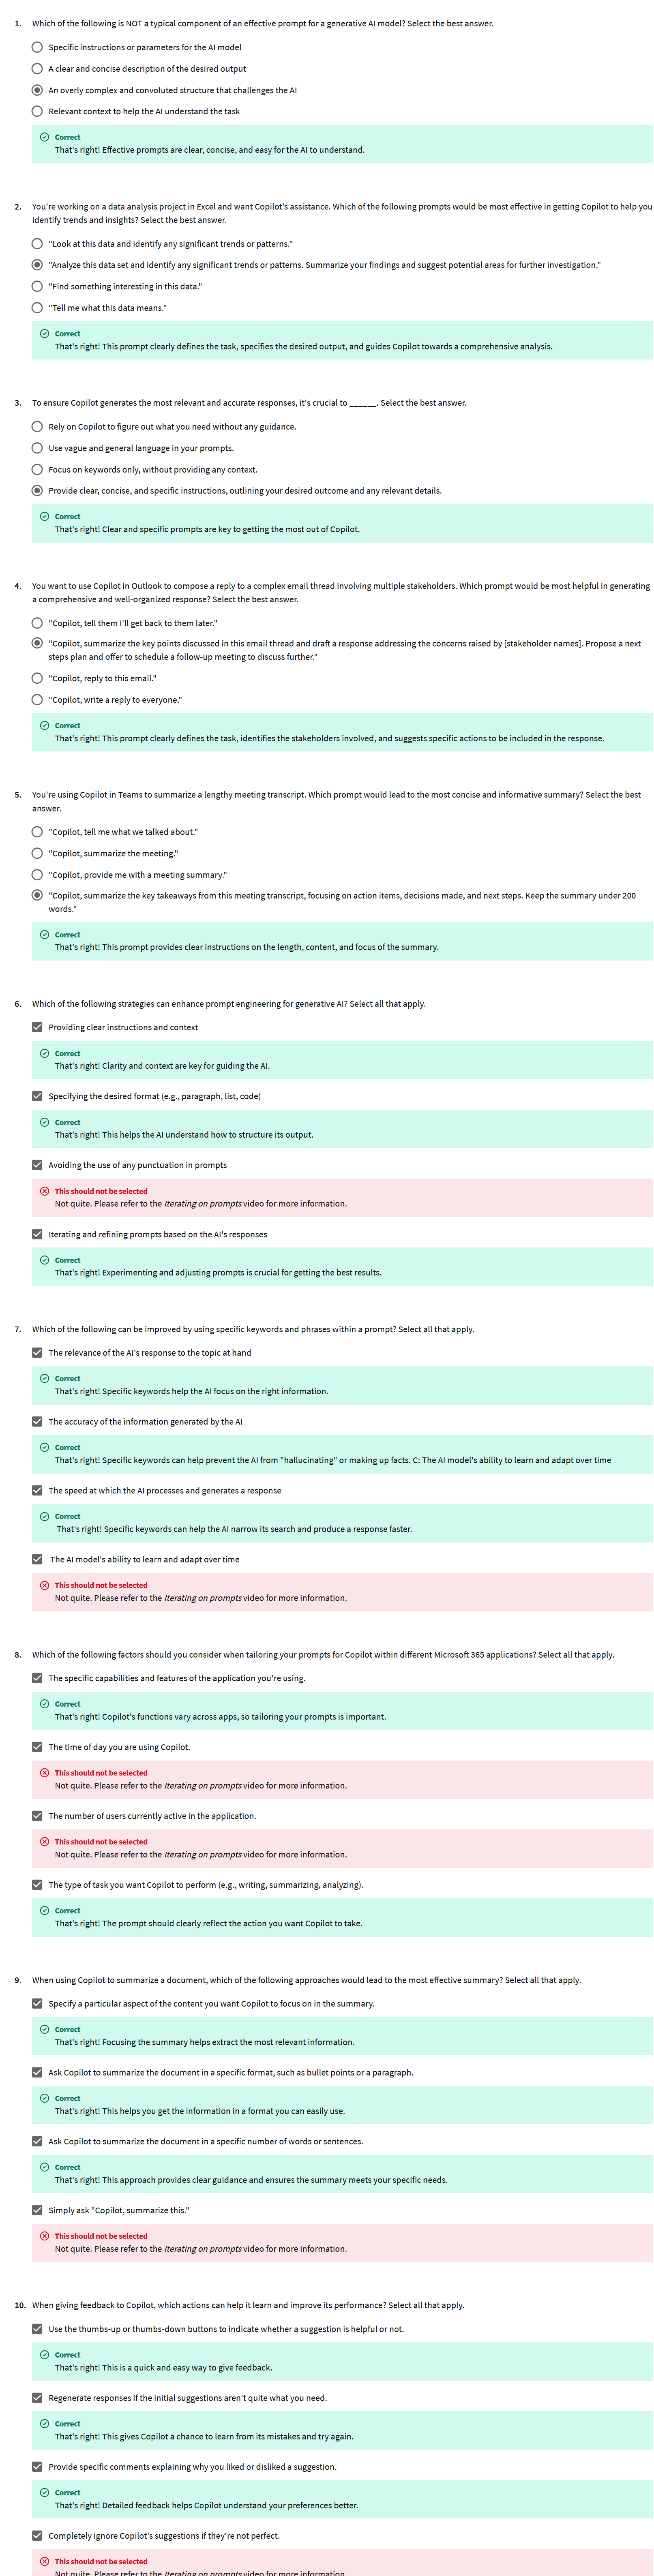 1. Which of the following is NOT a typical component of an effective prompt for a generative AI model? Select the best answer.
Specific instructions or parameters for the AI model
A clear and concise description of the desired output
An overly complex and convoluted structure that challenges the AI
Relevant context to help the AI understand the task
Correct
That's right! Effective prompts are clear, concise, and easy for the AI to understand.
2. You're working on a data analysis project in Excel and want Copilot's assistance. Which of the following prompts would be most effective in getting Copilot to help you
identify trends and insights? Select the best answer.
"Look at this data and identify any significant trends or patterns."
"Analyze this data set and identify any significant trends or patterns. Summarize your findings and suggest potential areas for further investigation."
"Find something interesting in this data."
"Tell me what this data means."
Correct
That's right! This prompt clearly defines the task, specifies the desired output, and guides Copilot towards a comprehensive analysis.
3. To ensure Copilot generates the most relevant and accurate responses, it's crucial to ______. Select the best answer.
Rely on Copilot to figure out what you need without any guidance.
Use vague and general language in your prompts.
Focus on keywords only, without providing any context.
Provide clear, concise, and specific instructions, outlining your desired outcome and any relevant details.
Correct
That's right! Clear and specific prompts are key to getting the most out of Copilot.
4. You want to use Copilot in Outlook to compose a reply to a complex email thread involving multiple stakeholders. Which prompt would be most helpful in generating
a comprehensive and well-organized response? Select the best answer.
"Copilot, tell them I'll get back to them later."
"Copilot, summarize the key points discussed in this email thread and draft a response addressing the concerns raised by [stakeholder names]. Propose a next
steps plan and offer to schedule a follow-up meeting to discuss further."
"Copilot, reply to this email."
"Copilot, write a reply to everyone."
Correct
That's right! This prompt clearly defines the task, identifies the stakeholders involved, and suggests specific actions to be included in the response.
5. You're using Copilot in Teams to summarize a lengthy meeting transcript. Which prompt would lead to the most concise and informative summary? Select the best
answer.
"Copilot, tell me what we talked about."
"Copilot, summarize the meeting."
"Copilot, provide me with a meeting summary."
"Copilot, summarize the key takeaways from this meeting transcript, focusing on action items, decisions made, and next steps. Keep the summary under 200
words."
Correct
That's right! This prompt provides clear instructions on the length, content, and focus of the summary.
6. Which of the following strategies can enhance prompt engineering for generative AI? Select all that apply.
Providing clear instructions and context
Correct
That's right! Clarity and context are key for guiding the AI.
Specifying the desired format (e.g., paragraph, list, code)
Correct
That's right! This helps the AI understand how to structure its output.
Avoiding the use of any punctuation in prompts
This should not be selected
Not quite. Please refer to the Iterating on prompts video for more information.
Iterating and refining prompts based on the AI's responses
Correct
That's right! Experimenting and adjusting prompts is crucial for getting the best results.
7. Which of the following can be improved by using specific keywords and phrases within a prompt? Select all that apply.
The relevance of the AI's response to the topic at hand
Correct
That's right! Specific keywords help the AI focus on the right information.
The accuracy of the information generated by the AI
Correct
That's right! Specific keywords can help prevent the AI from "hallucinating" or making up facts. C: The AI model's ability to learn and adapt over time
The speed at which the AI processes and generates a response
Correct
That's right! Specific keywords can help the AI narrow its search and produce a response faster.
The AI model's ability to learn and adapt over time
This should not be selected
Not quite. Please refer to the Iterating on prompts video for more information.
8. Which of the following factors should you consider when tailoring your prompts for Copilot within different Microsoft 365 applications? Select all that apply.
The specific capabilities and features of the application you're using.
Correct
That's right! Copilot's functions vary across apps, so tailoring your prompts is important.
The time of day you are using Copilot.
This should not be selected
Not quite. Please refer to the Iterating on prompts video for more information.
The number of users currently active in the application.
This should not be selected
Not quite. Please refer to the Iterating on prompts video for more information.
The type of task you want Copilot to perform (e.g., writing, summarizing, analyzing).
Correct
That's right! The prompt should clearly reflect the action you want Copilot to take.
9. When using Copilot to summarize a document, which of the following approaches would lead to the most effective summary? Select all that apply.
Specify a particular aspect of the content you want Copilot to focus on in the summary.
Correct
That's right! Focusing the summary helps extract the most relevant information.
Ask Copilot to summarize the document in a specific format, such as bullet points or a paragraph.
Correct
That's right! This helps you get the information in a format you can easily use.
Ask Copilot to summarize the document in a specific number of words or sentences.
Correct
That's right! This approach provides clear guidance and ensures the summary meets your specific needs.
Simply ask "Copilot, summarize this."
This should not be selected
Not quite. Please refer to the Iterating on prompts video for more information.
10. When giving feedback to Copilot, which actions can help it learn and improve its performance? Select all that apply.
Use the thumbs-up or thumbs-down buttons to indicate whether a suggestion is helpful or not.
Correct
That's right! This is a quick and easy way to give feedback.
Regenerate responses if the initial suggestions aren't quite what you need.
Correct
That's right! This gives Copilot a chance to learn from its mistakes and try again.
Provide specific comments explaining why you liked or disliked a suggestion.
Correct
That's right! Detailed feedback helps Copilot understand your preferences better.
Completely ignore Copilot's suggestions if they're not perfect.
This should not be selected
Not quite. Please refer to the Iterating on prompts video for more information.